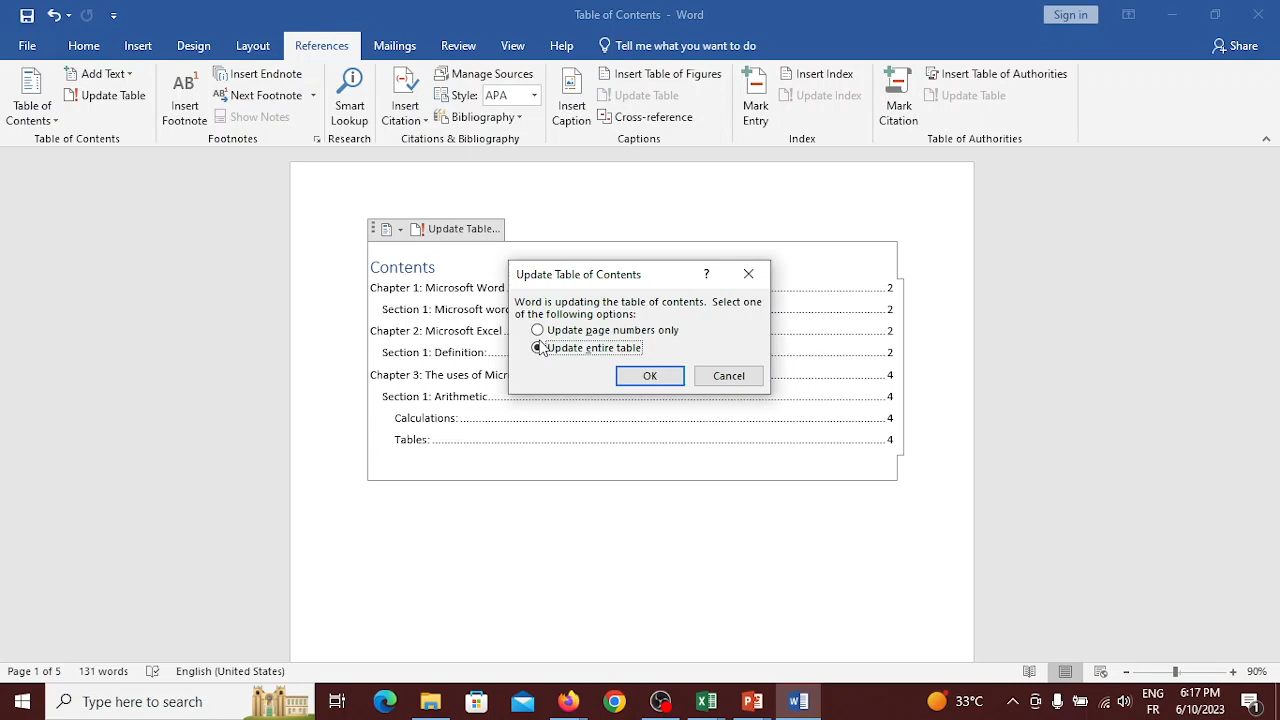 Table of Contents - Word
Sign in
File Home Insert Design Layout References Mailings Review View Help Tell me what you want to do Share
Table of Contents
Add Text
Update Table
Table of Contents
AB1
Insert Footnote
Insert Endnote
AB1 Next Footnote
Show Notes
Footnotes
Smart Lookup
Research
Insert Citation
Manage Sources
Style: APA
Bibliography
Citations & Bibliography
Insert Caption
Insert Table of Figures
Update Table
Cross-reference
Captions
Mark Entry
Insert Index
Update Index
Index
Mark Citation
Insert Table of Authorities
Update Table
Table of Authorities
Update Table...
Contents
Chapter 1: Microsoft Word 2
Section 1: Microsoft word 2
Chapter 2: Microsoft Excel 2
Section 1: Definition: 2
Chapter 3: The uses of Micr 4
Section 1: Arithmetic 4
Calculations: 4
Tables: 4
Update Table of Contents ?
Word is updating the table of contents. Select one
of the following options:
Update page numbers only
Update entire table
OK Cancel
Page 1 of 5 131 words English (United States) 90%
Type here to search 33°C ENG FR 6:17 PM 6/10/2023